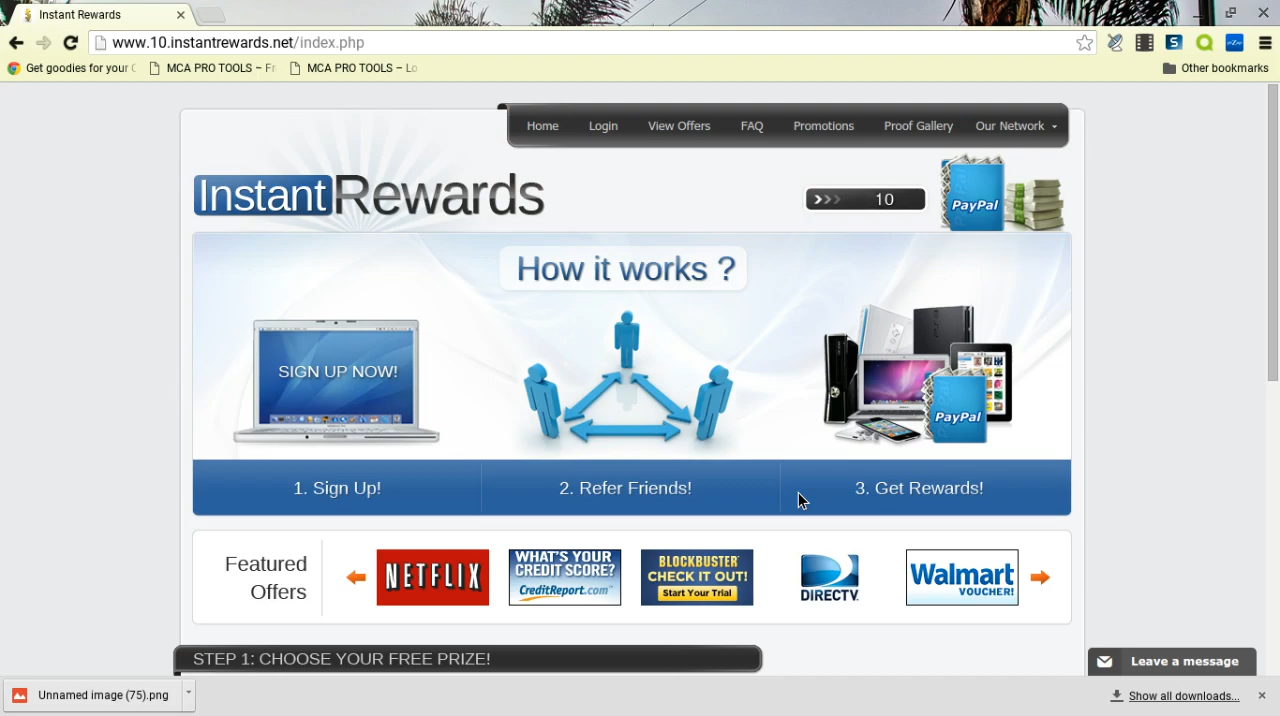 Instant Rewards
www.10.instantrewards.net/index.php
Get goodies for your C
MCA PRO TOOLS – Fr
MCA PRO TOOLS – Lo
Other bookmarks
Home
Login
View Offers
FAQ
Promotions
Proof Gallery
Our Network
InstantRewards
10
PayPal
How it works ?
SIGN UP NOW!
PayPal
1. Sign Up!
2. Refer Friends!
3. Get Rewards!
Featured
Offers
NETFLIX
WHAT'S YOUR
CREDIT SCORE?
CreditReport.com
BLOCKBUSTER
CHECK IT OUT!
Start Your Trial
DIRECTV
Walmart
VOUCHER!
STEP 1: CHOOSE YOUR FREE PRIZE!
Leave a message
Unnamed image (75).png
Show all downloads...